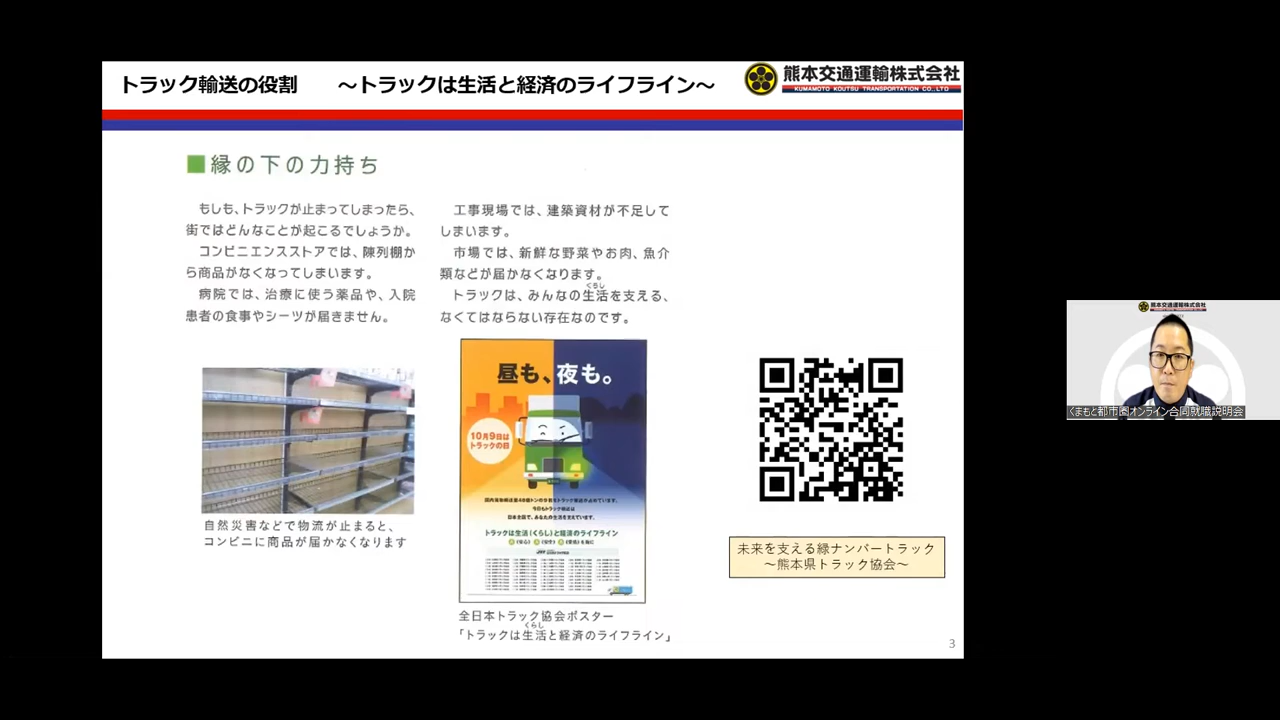 トラック輸送の役割　～トラックは生活と経済のライフライン～
熊本交通運輸株式会社
KUMAMOTO KOUTSU TRANSPORTATION CO.,LTD
■縁の下の力持ち
もしも、トラックが止まってしまったら、
街ではどんなことが起こるでしょうか。
コンビニエンスストアでは、陳列棚か
ら商品がなくなってしまいます。
病院では、治療に使う薬品や、入院
患者の食事やシーツが届きません。
工事現場では、建築資材が不足して
しまいます。
市場では、新鮮な野菜やお肉、魚介
類などが届かなくなります。
くらし
トラックは、みんなの生活を支える、
なくてはならない存在なのです。
自然災害などで物流が止まると、
コンビニに商品が届かなくなります
昼も、夜も。
10月9日は
トラックの日
日本全国で、あなたの生活を支えています。
トラックは生活(くらし)と経済のライフライン
全日本トラック協会ポスター
くらし
「トラックは生活と経済のライフライン」
未来を支える緑ナンバートラック
～熊本県トラック協会～
3
熊本交通運輸株式会社
くまもと都市圏オンライン合同就職説明会